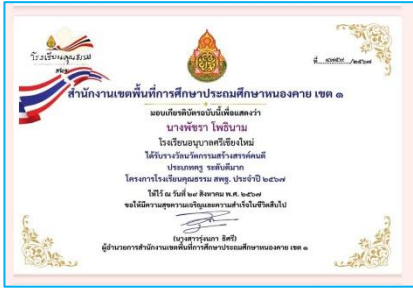 โรงเรียนคุณธรรม
สพฐ.
ที่ /๒๕๖๗
สำนักงานเขตพื้นที่การศึกษาประถมศึกษาหนองคาย เขต ๑
มอบเกียรติบัตรฉบับนี้เพื่อแสดงว่า
นางพัชรา โพธินาม
โรงเรียนอนุบาลศรีเชียงใหม่
ได้รับรางวัลนวัตกรรมสร้างสรรค์คนดี
ประเภทครู ระดับดีมาก
โครงการโรงเรียนคุณธรรม สพฐ. ประจำปี ๒๕๖๗
ให้ไว้ ณ วันที่ ๒๙ สิงหาคม พ.ศ. ๒๕๖๗
ขอให้มีความสุขความเจริญและความสำเร็จในชีวิตสืบไป
(นางสาวรุ่งนภา
ผู้อำนวยการสำนักงานเขตพื้นที่การศึกษาประถมศึกษาหนองคาย เขต ๑